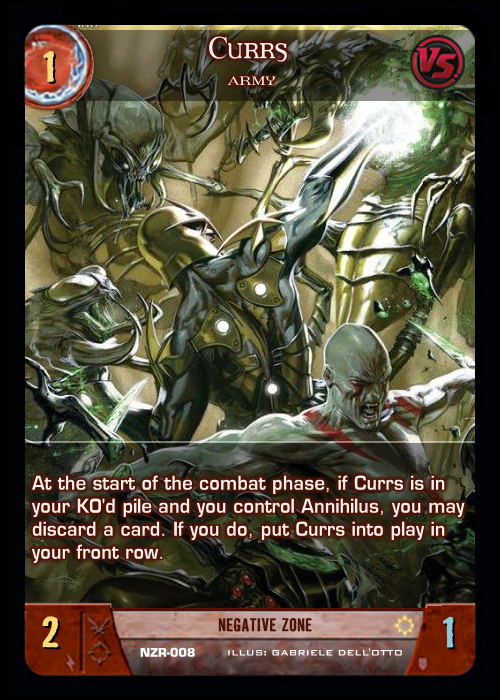 1
Currs
ARMY
VS.
At the start of the combat phase, if Currs is in
your KO'd pile and you control Annihilus, you may
discard a card. If you do, put Currs into play in
your front row.
2
NEGATIVE ZONE
1
NZR-008 ILLUS: GABRIELE DELL'OTTO